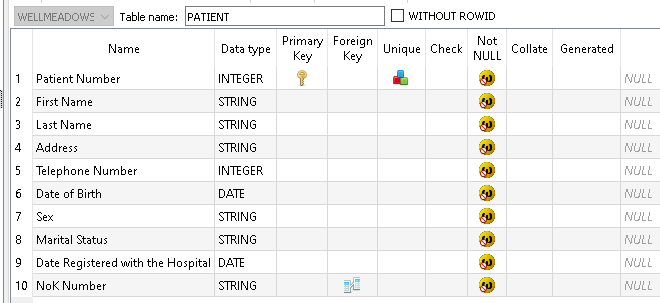 WELLMEADOWS Table name: PATIENT WITHOUT ROWID
Name Data type Primary Key Foreign Key Unique Check Not NULL Collate Generated
1 Patient Number INTEGER NULL
2 First Name STRING NULL
3 Last Name STRING NULL
4 Address STRING NULL
5 Telephone Number INTEGER NULL
6 Date of Birth DATE NULL
7 Sex STRING NULL
8 Marital Status STRING NULL
9 Date Registered with the Hospital DATE NULL
10 NoK Number STRING NULL